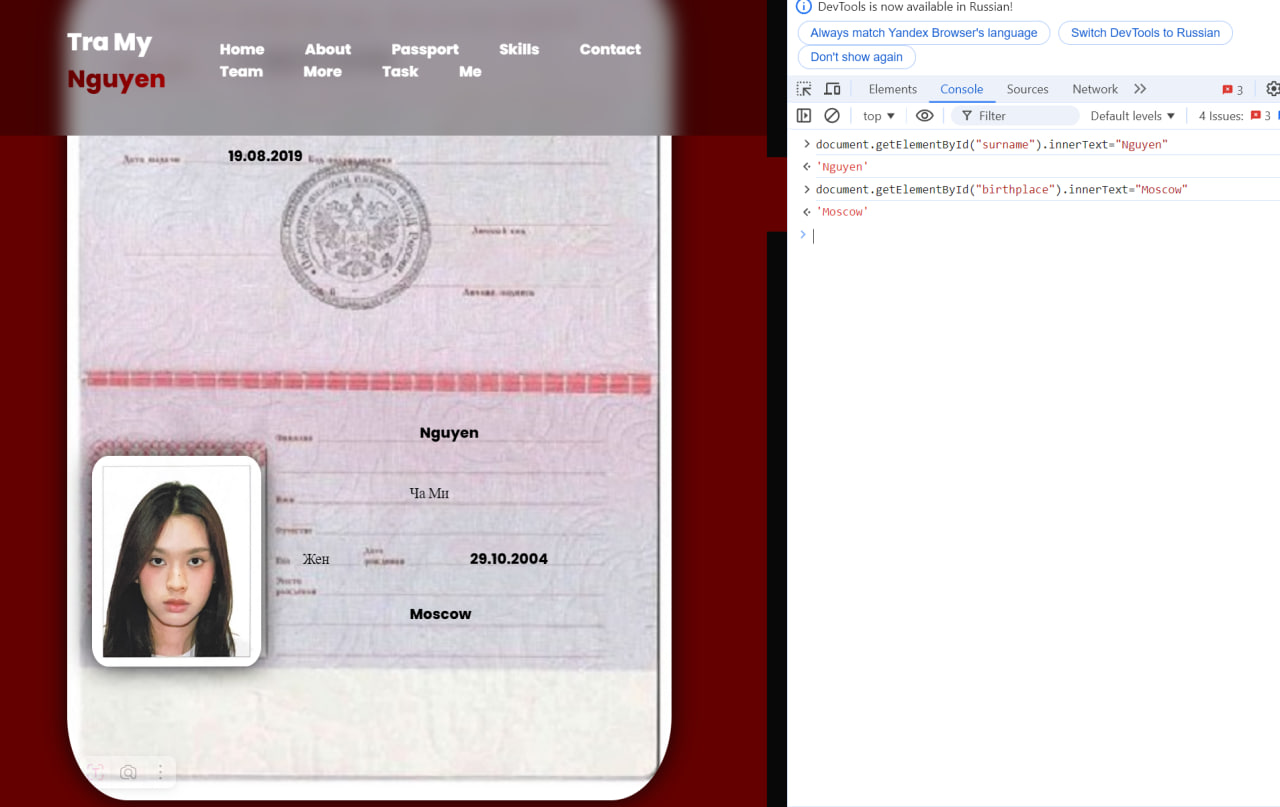 Tra My
Nguyen
Home About Passport Skills Contact
Team More Task Me
Дата выдачи 19.08.2019 Код подразделения
Личный код
Личная подпись
Фамилия Nguyen
Имя Ча Ми
Отчество
Пол Жен Дата рождения 29.10.2004
Место рождения
Moscow
DevTools is now available in Russian!
Always match Yandex Browser's language Switch DevTools to Russian
Don't show again
Elements Console Sources Network 3
top Filter Default levels 4 Issues: 3
document.getElementById("surname").innerText="Nguyen"
'Nguyen'
document.getElementById("birthplace").innerText="Moscow"
'Moscow'